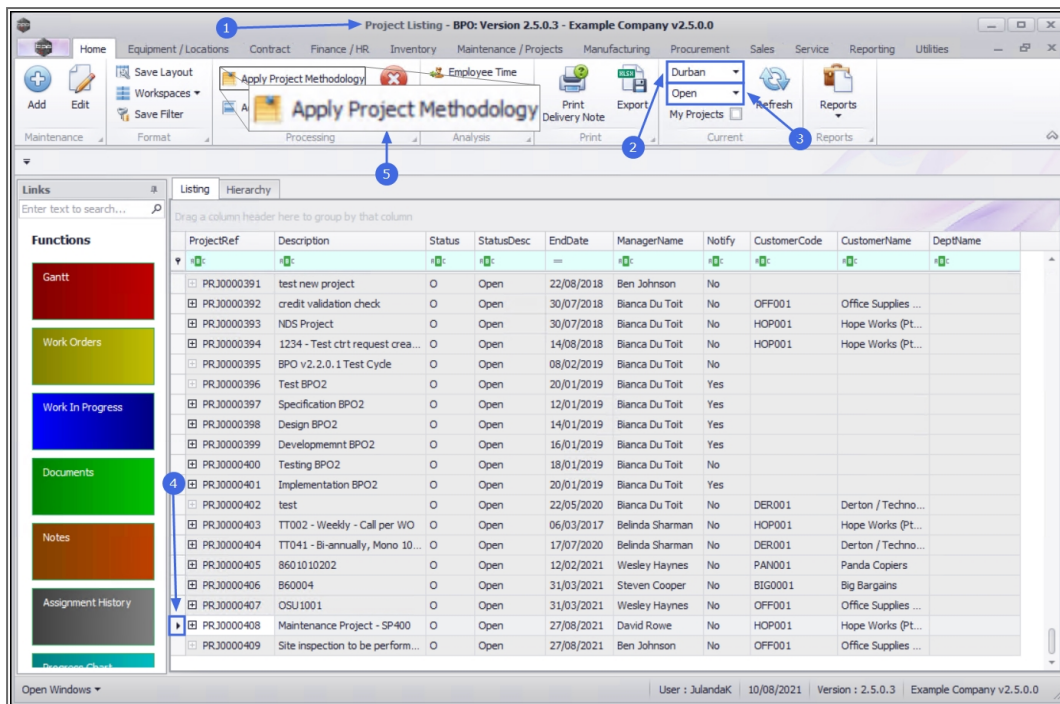 1
Project Listing - BPO: Version 2.5.0.3 - Example Company v2.5.0.0
Home Equipment / Locations Contract Finance / HR Inventory Maintenance / Projects Manufacturing Procurement Sales Service Reporting Utilities
Add
Edit
Save Layout
Workspaces
Save Filter
Apply Project Methodology
Apply Project Methodology
Employee Time
Print
Delivery Note
Export
Durban
Open
My Projects
Refresh
Reports
2
3
5
Maintenance Format Processing Analysis Print Current Reports
Links
Enter text to search...
Functions
Gantt
Work Orders
Work In Progress
Documents
Notes
Assignment History
Progress Chart
Listing Hierarchy
Drag a column header here to group by that column
ProjectRef Description Status StatusDesc EndDate ManagerName Notify CustomerCode CustomerName DeptName
PRJ0000391 test new project O Open 22/08/2018 Ben Johnson No
PRJ0000392 credit validation check O Open 30/07/2018 Bianca Du Toit No OFF001 Office Supplies ...
PRJ0000393 NDS Project O Open 30/07/2018 Bianca Du Toit No HOP001 Hope Works (Pt...
PRJ0000394 1234 - Test ctrt request crea... O Open 14/08/2018 Bianca Du Toit No HOP001 Hope Works (Pt...
PRJ0000395 BPO v2.2.0.1 Test Cycle O Open 08/02/2019 Bianca Du Toit No
PRJ0000396 Test BPO2 O Open 20/01/2019 Bianca Du Toit Yes
PRJ0000397 Specification BPO2 O Open 12/01/2019 Bianca Du Toit Yes
PRJ0000398 Design BPO2 O Open 14/01/2019 Bianca Du Toit Yes
PRJ0000399 Developmemnt BPO2 O Open 16/01/2019 Bianca Du Toit Yes
PRJ0000400 Testing BPO2 O Open 18/01/2019 Bianca Du Toit No
PRJ0000401 Implementation BPO2 O Open 20/01/2019 Bianca Du Toit Yes
4
PRJ0000402 test O Open 22/05/2020 Bianca Du Toit No DER001 Derton / Techno...
PRJ0000403 TT002 - Weekly - Call per WO O Open 06/03/2017 Belinda Sharman No HOP001 Hope Works (Pt...
PRJ0000404 TT041 - Bi-annually, Mono 10... O Open 17/07/2020 Belinda Sharman No DER001 Derton / Techno...
PRJ0000405 8601010202 O Open 12/02/2021 Wesley Haynes No PAN001 Panda Copiers
PRJ0000406 B60004 O Open 31/03/2021 Steven Cooper No BIG0001 Big Bargains
PRJ0000407 OSU1001 O Open 31/03/2021 Wesley Haynes No OFF001 Office Supplies ...
PRJ0000408 Maintenance Project - SP400 O Open 27/08/2021 David Rowe No HOP001 Hope Works (Pt...
PRJ0000409 Site inspection to be perform... O Open 27/08/2021 Ben Johnson No OFF001 Office Supplies ...
Open Windows
User : JulandaK 10/08/2021 Version : 2.5.0.3 Example Company v2.5.0.0